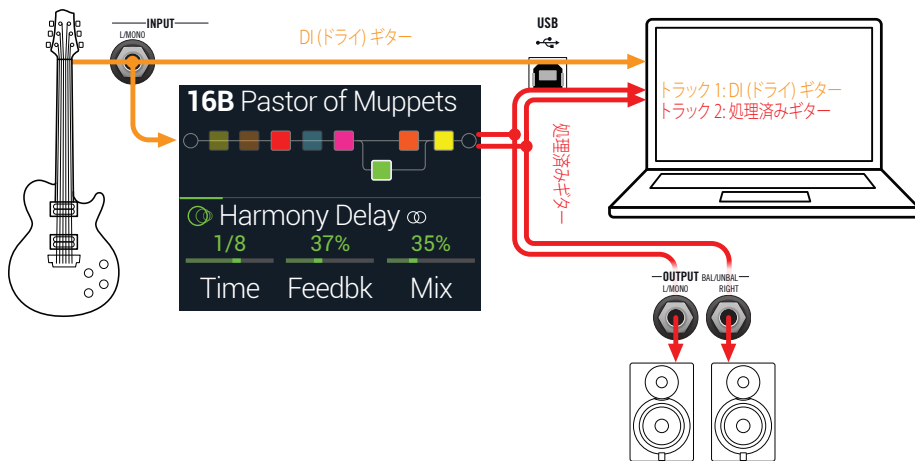 INPUT
L/MONO
DI (ドライ) ギター
USB
16B Pastor of Muppets
Harmony Delay
1/8 37% 35%
Time Feedbk Mix
処理済みギター
トラック 1: DI (ドライ) ギター
トラック 2: 処理済みギター
OUTPUT BAL/UNBAL
L/MONO RIGHT